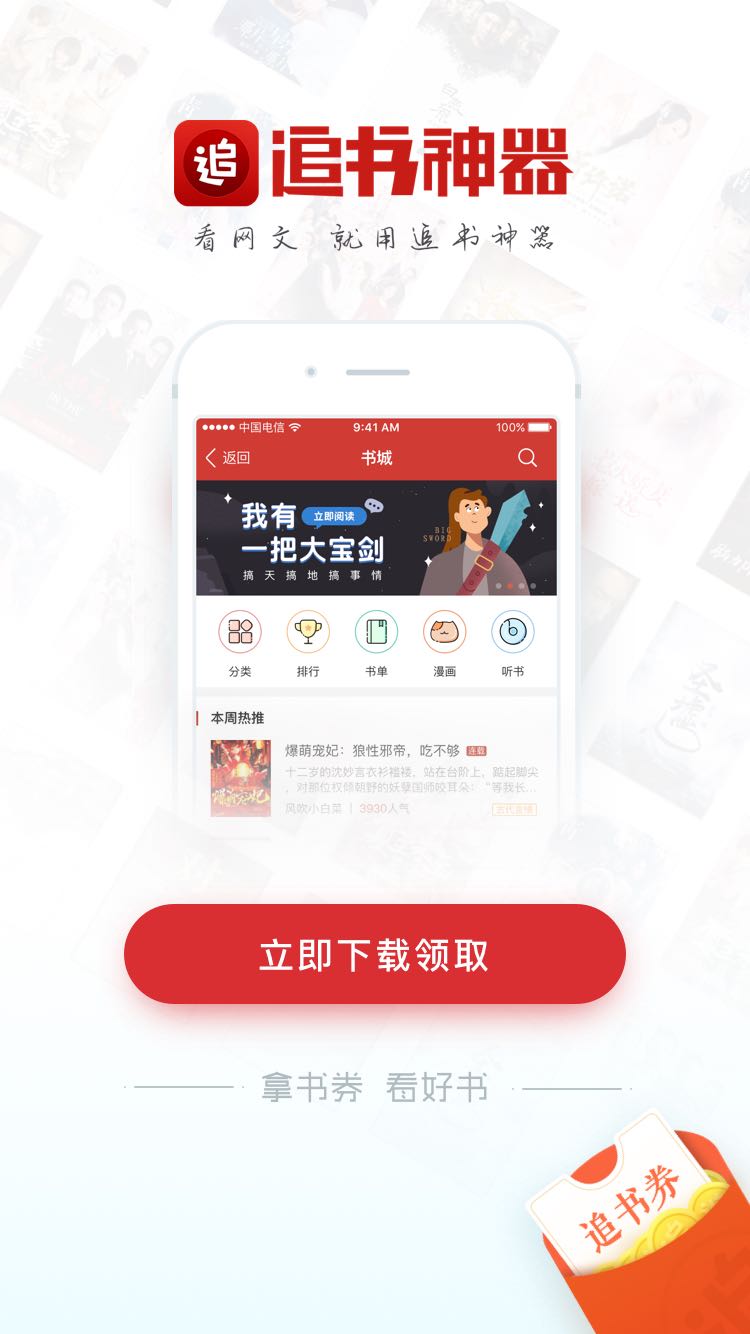 追
追书神器
看网文 就用追书神器
中国电信 9:41 AM 100%
返回 书城
我有 立即阅读
一把大宝剑
搞天搞地搞事情
BIG
SWORD
分类 排行 书单 漫画 听书
本周热推
爆萌宠妃：狼性邪帝，吃不够 连载
十二岁的沈妙言衣衫褴褛，站在台阶上，踮起脚尖
，对那位权倾朝野的妖孽国师咬耳朵：“等我长...
风吹小白菜 | 3930人气
立即下载领取
拿书券 看好书
追书券